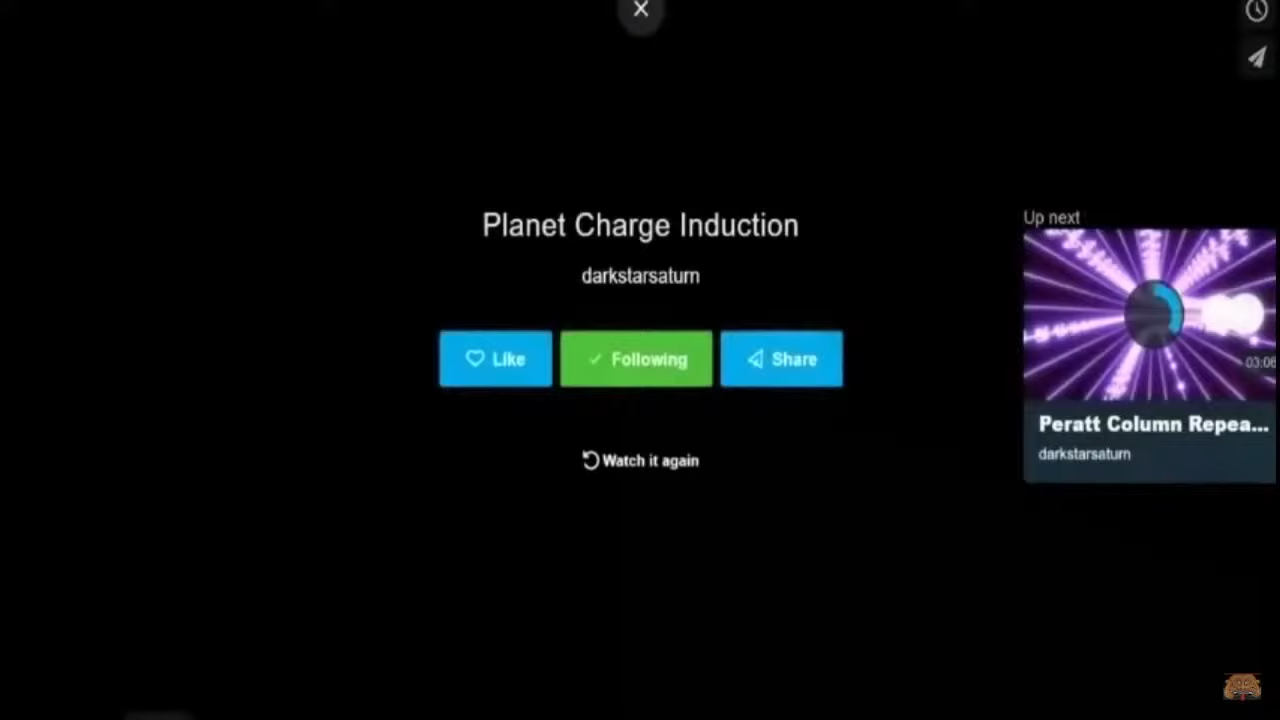 Planet Charge Induction
darkstarsaturn
Like
Following
Share
Watch it again
Up next
03:06
Peratt Column Repea...
darkstarsaturn